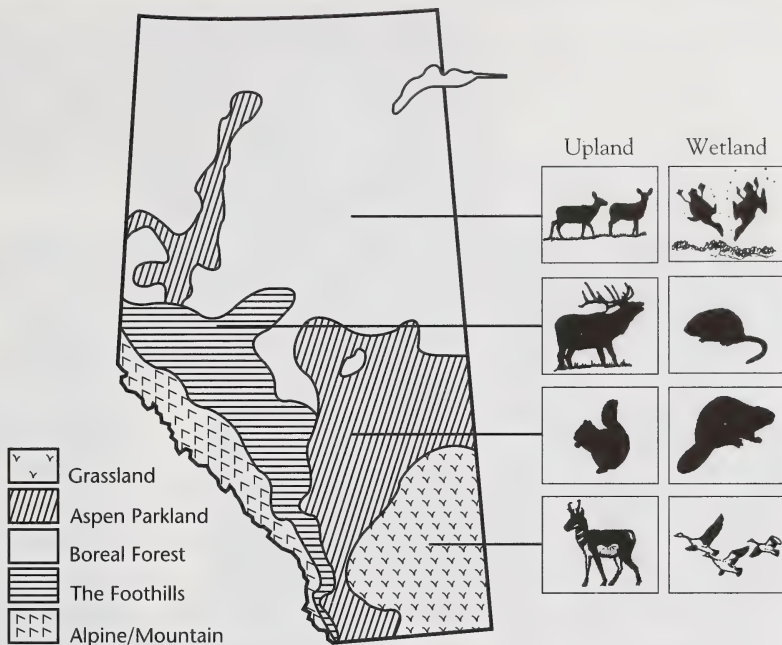 Upland Wetland
Grassland
Aspen Parkland
Boreal Forest
The Foothills
Alpine/Mountain